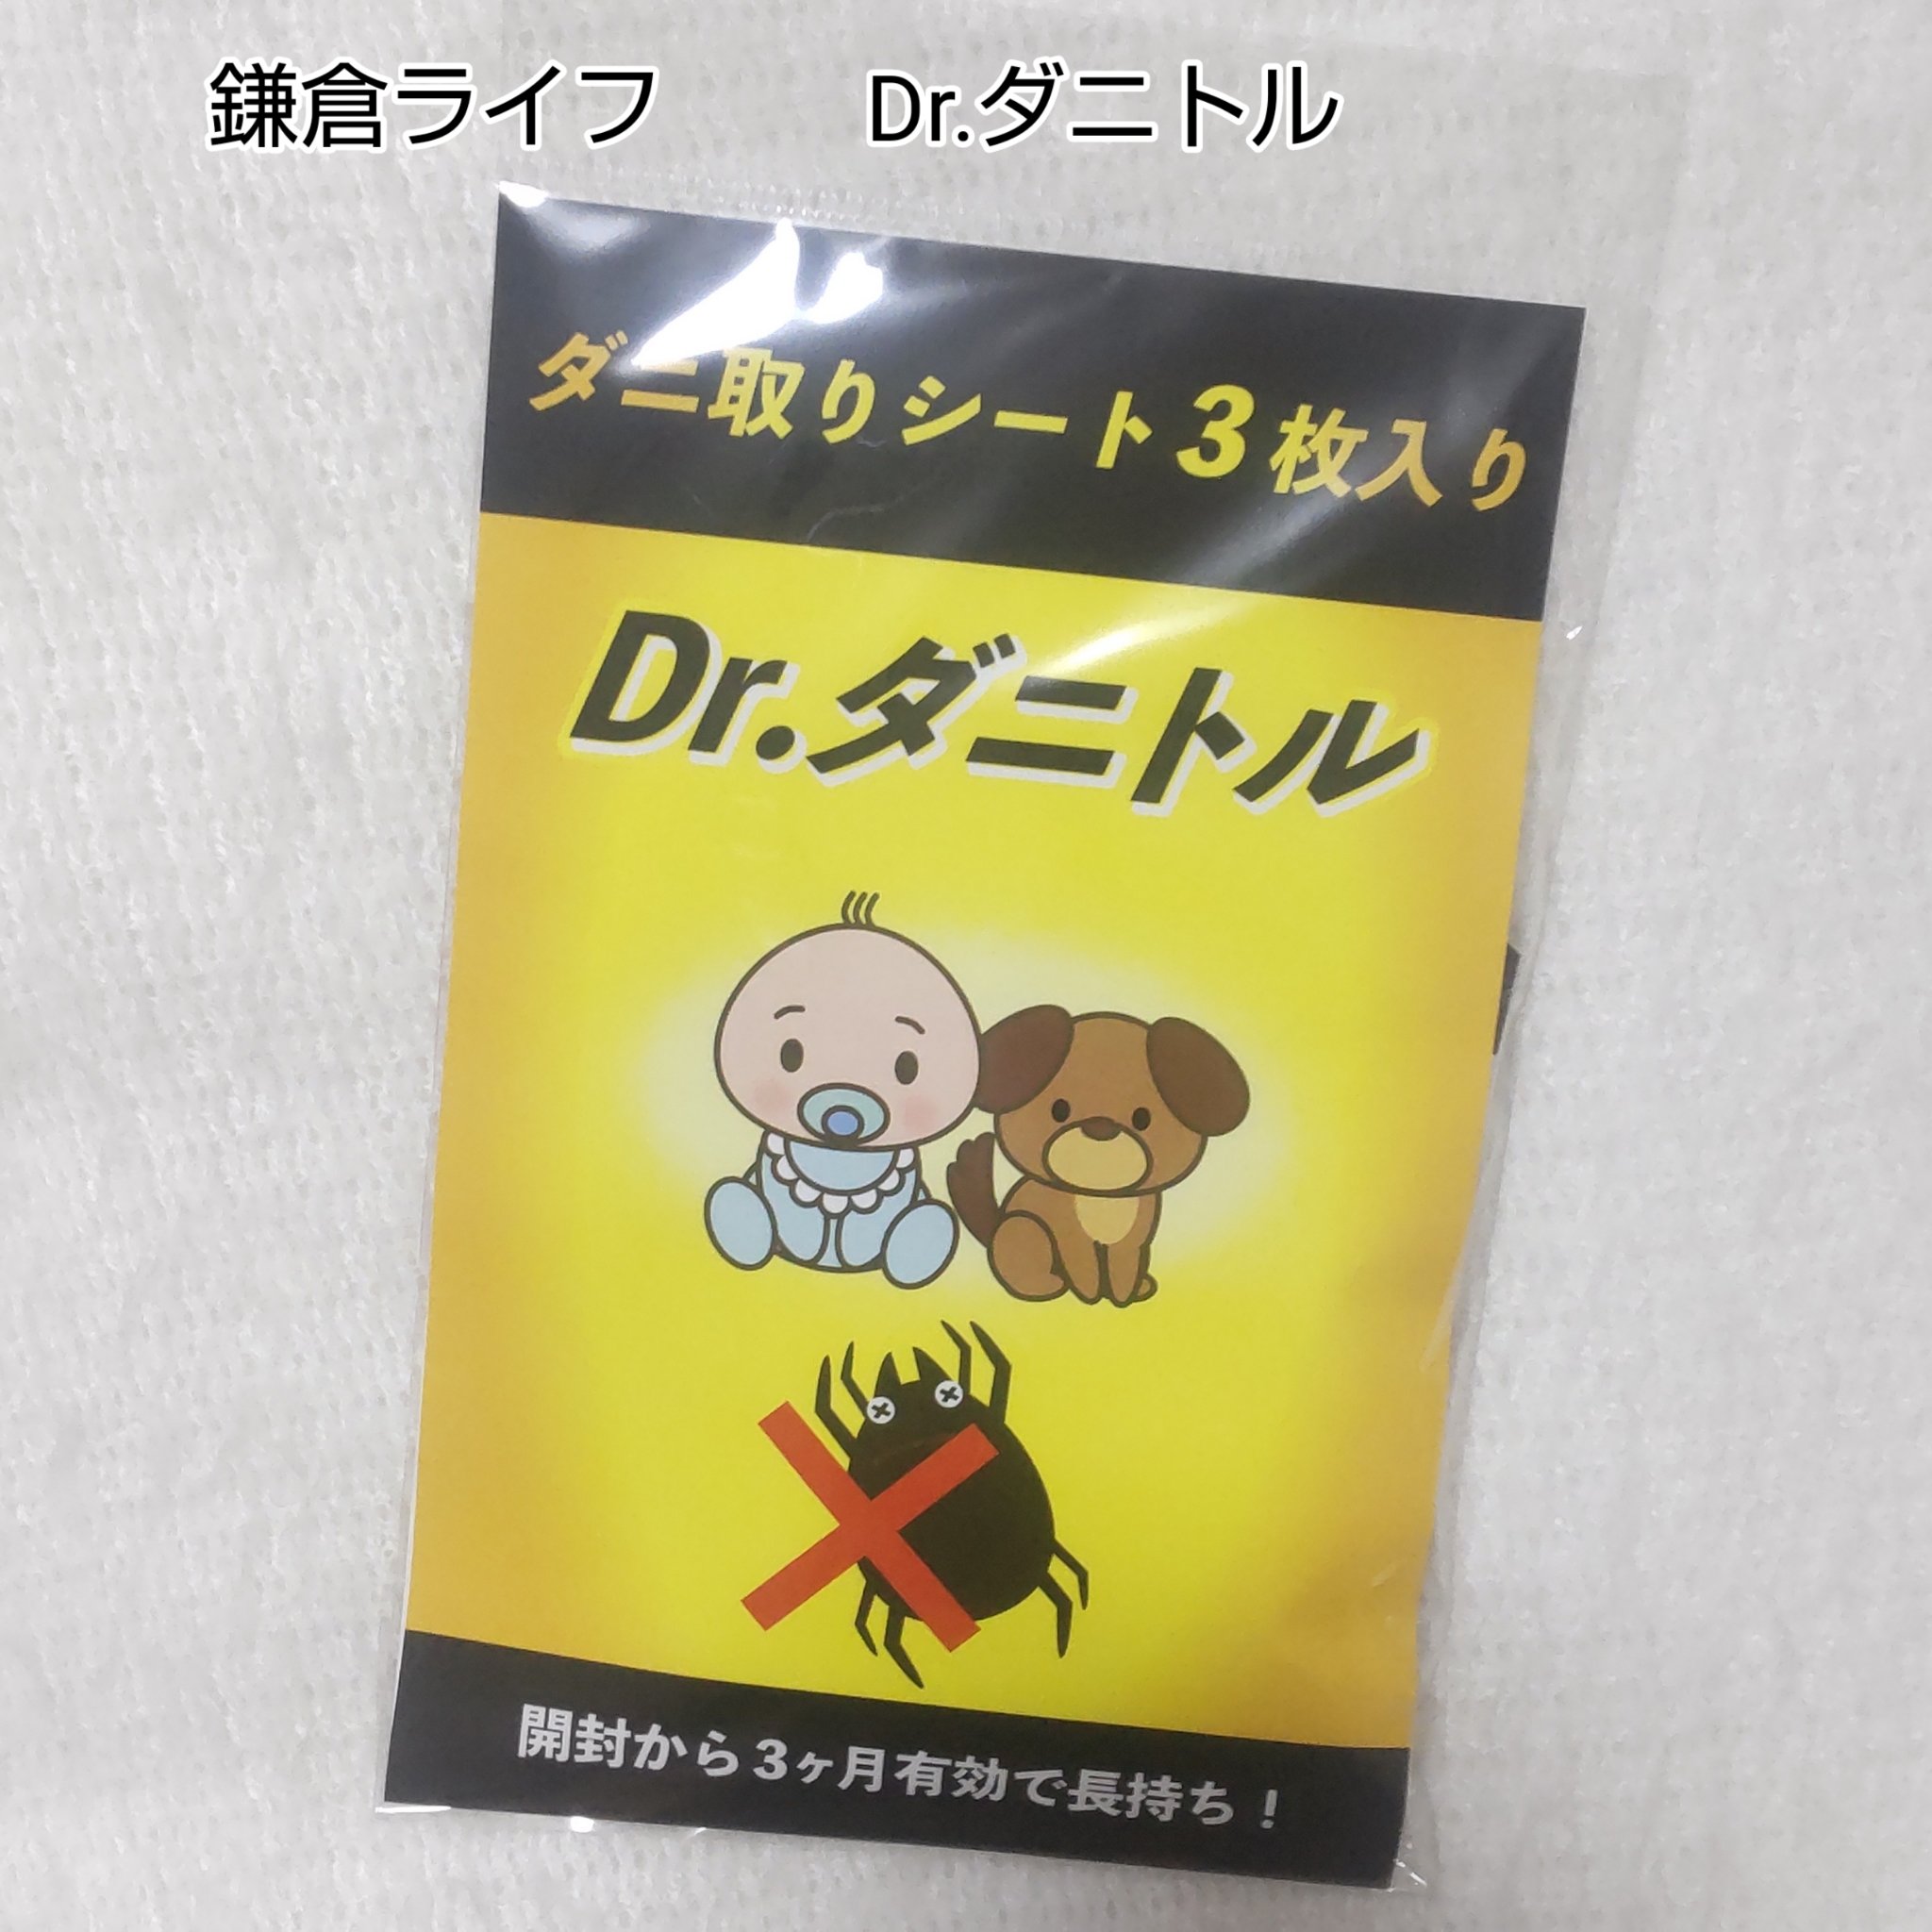 鎌倉ライフ　Dr.ダニトル
ダニ取りシート3枚入り
Dr.ダニトル
開封から3ヶ月有効で長持ち！